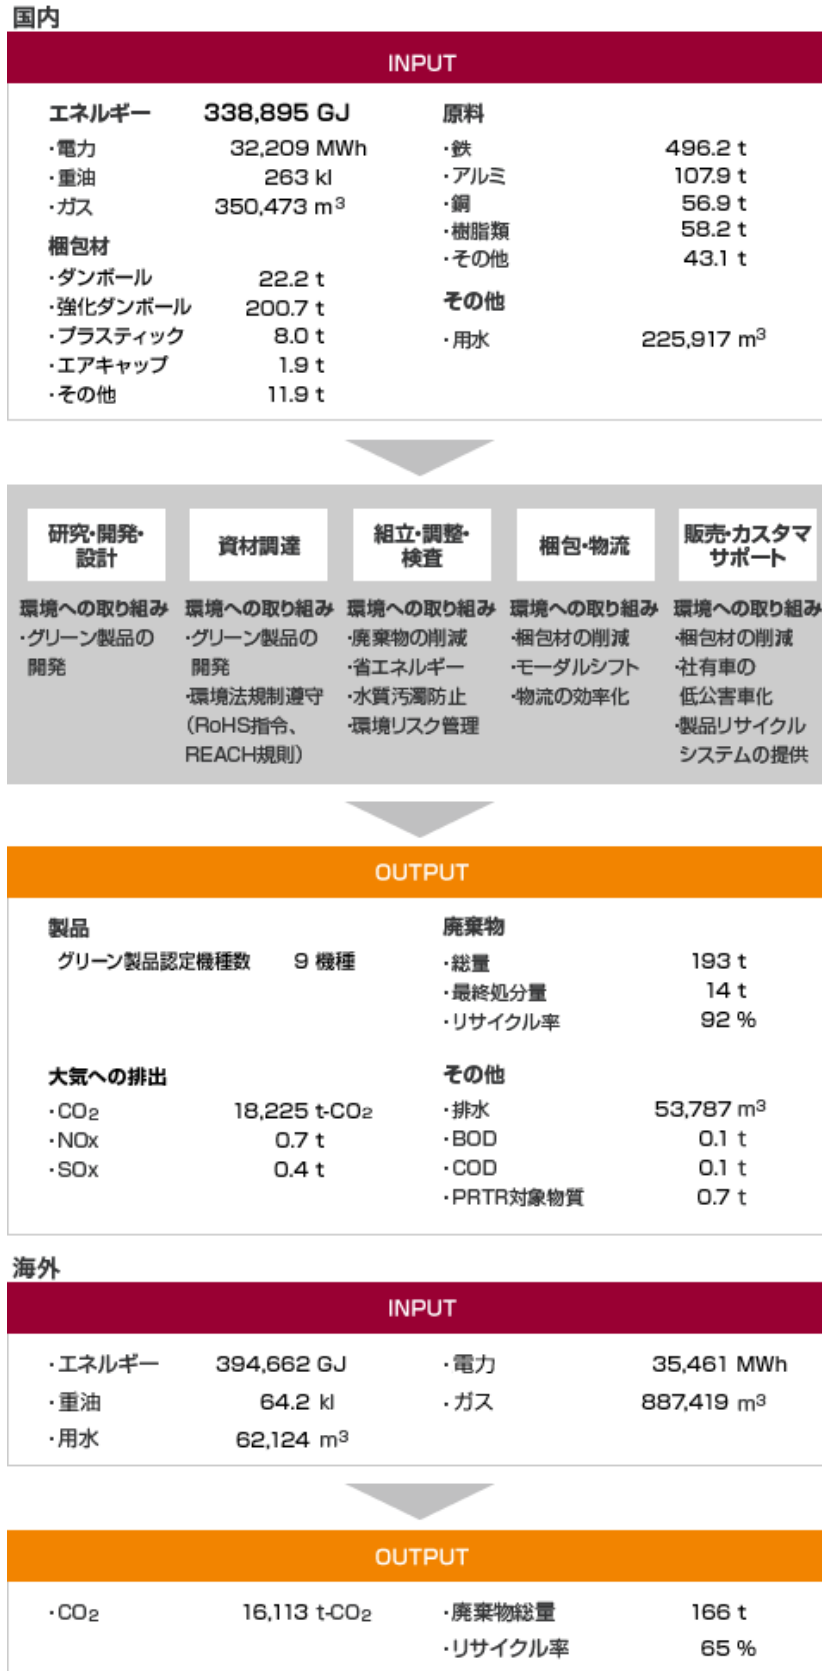 国内
INPUT
エネルギー 338,895 GJ
・電力 32,209 MWh
・重油 263 kl
・ガス 350,473 m³
梱包材
・ダンボール 22.2 t
・強化ダンボール 200.7 t
・プラスティック 8.0 t
・エアキャップ 1.9 t
・その他 11.9 t
原料
・鉄 496.2 t
・アルミ 107.9 t
・銅 56.9 t
・樹脂類 58.2 t
・その他 43.1 t
その他
・用水 225,917 m³
研究・開発・
設計
環境への取り組み
・グリーン製品の
開発
資材調達
環境への取り組み
・グリーン製品の
開発
・環境法規制遵守
（RoHS指令、
REACH規則）
組立・調整・
検査
環境への取り組み
・廃棄物の削減
・省エネルギー
・水質汚濁防止
・環境リスク管理
梱包・物流
環境への取り組み
・梱包材の削減
・モーダルシフト
・物流の効率化
販売・カスタマ
サポート
環境への取り組み
・梱包材の削減
・社有車の
低公害車化
・製品リサイクル
システムの提供
OUTPUT
製品
グリーン製品認定機種数 9 機種
大気への排出
・CO₂ 18,225 t-CO₂
・NOx 0.7 t
・SOx 0.4 t
廃棄物
・総量 193 t
・最終処分量 14 t
・リサイクル率 92 %
その他
・排水 53,787 m³
・BOD 0.1 t
・COD 0.1 t
・PRTR対象物質 0.7 t
海外
INPUT
・エネルギー 394,662 GJ
・電力 35,461 MWh
・重油 64.2 kl
・ガス 887,419 m³
・用水 62,124 m³
OUTPUT
・CO₂ 16,113 t-CO₂
・廃棄物総量 166 t
・リサイクル率 65 %